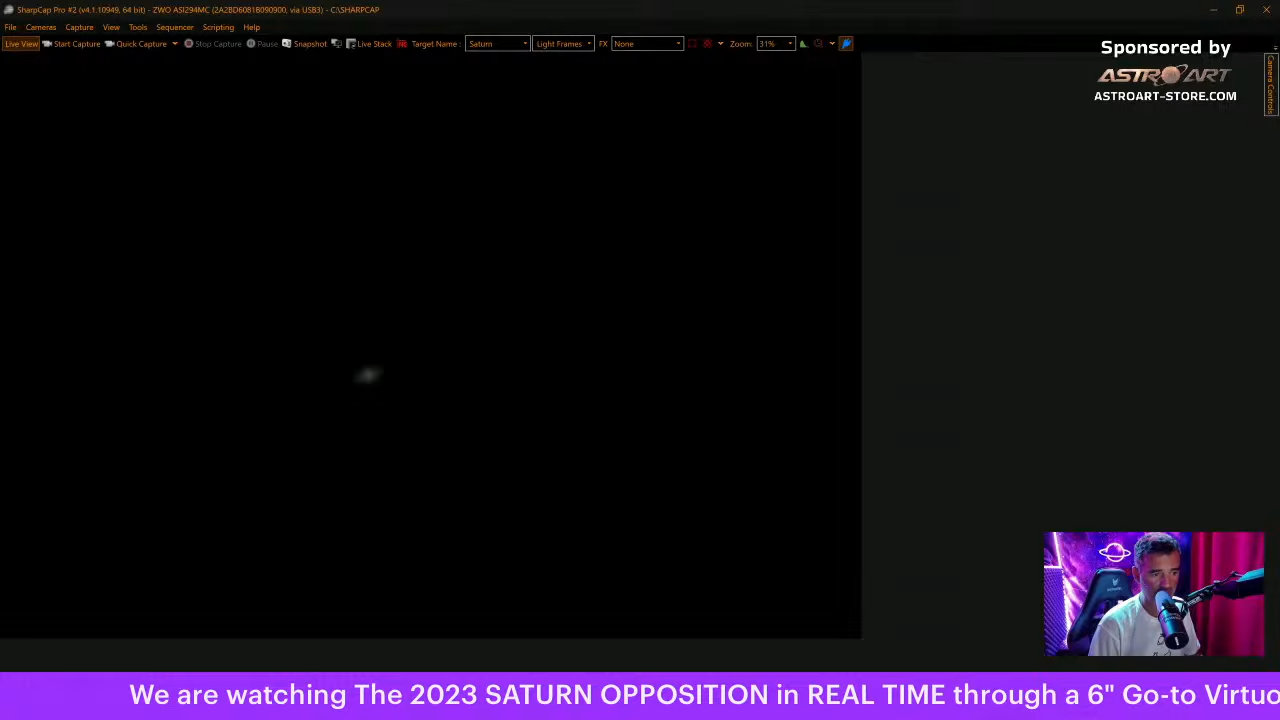 SharpCap Pro #2 (v4.1.10949, 64 bit) - ZWO ASI294MC (2A2BD6081B090900, via USB3) - C:\SHARPCAP
File Cameras Capture View Tools Sequencer Scripting Help
Live View Start Capture Quick Capture Stop Capture Pause Snapshot Live Stack Target Name : Saturn Light Frames FX None Zoom: 31%
Sponsored by
ASTROART
ASTROART-STORE.COM
Camera Controls
We are watching The 2023 SATURN OPPOSITION in REAL TIME through a 6" Go-to Virtuo